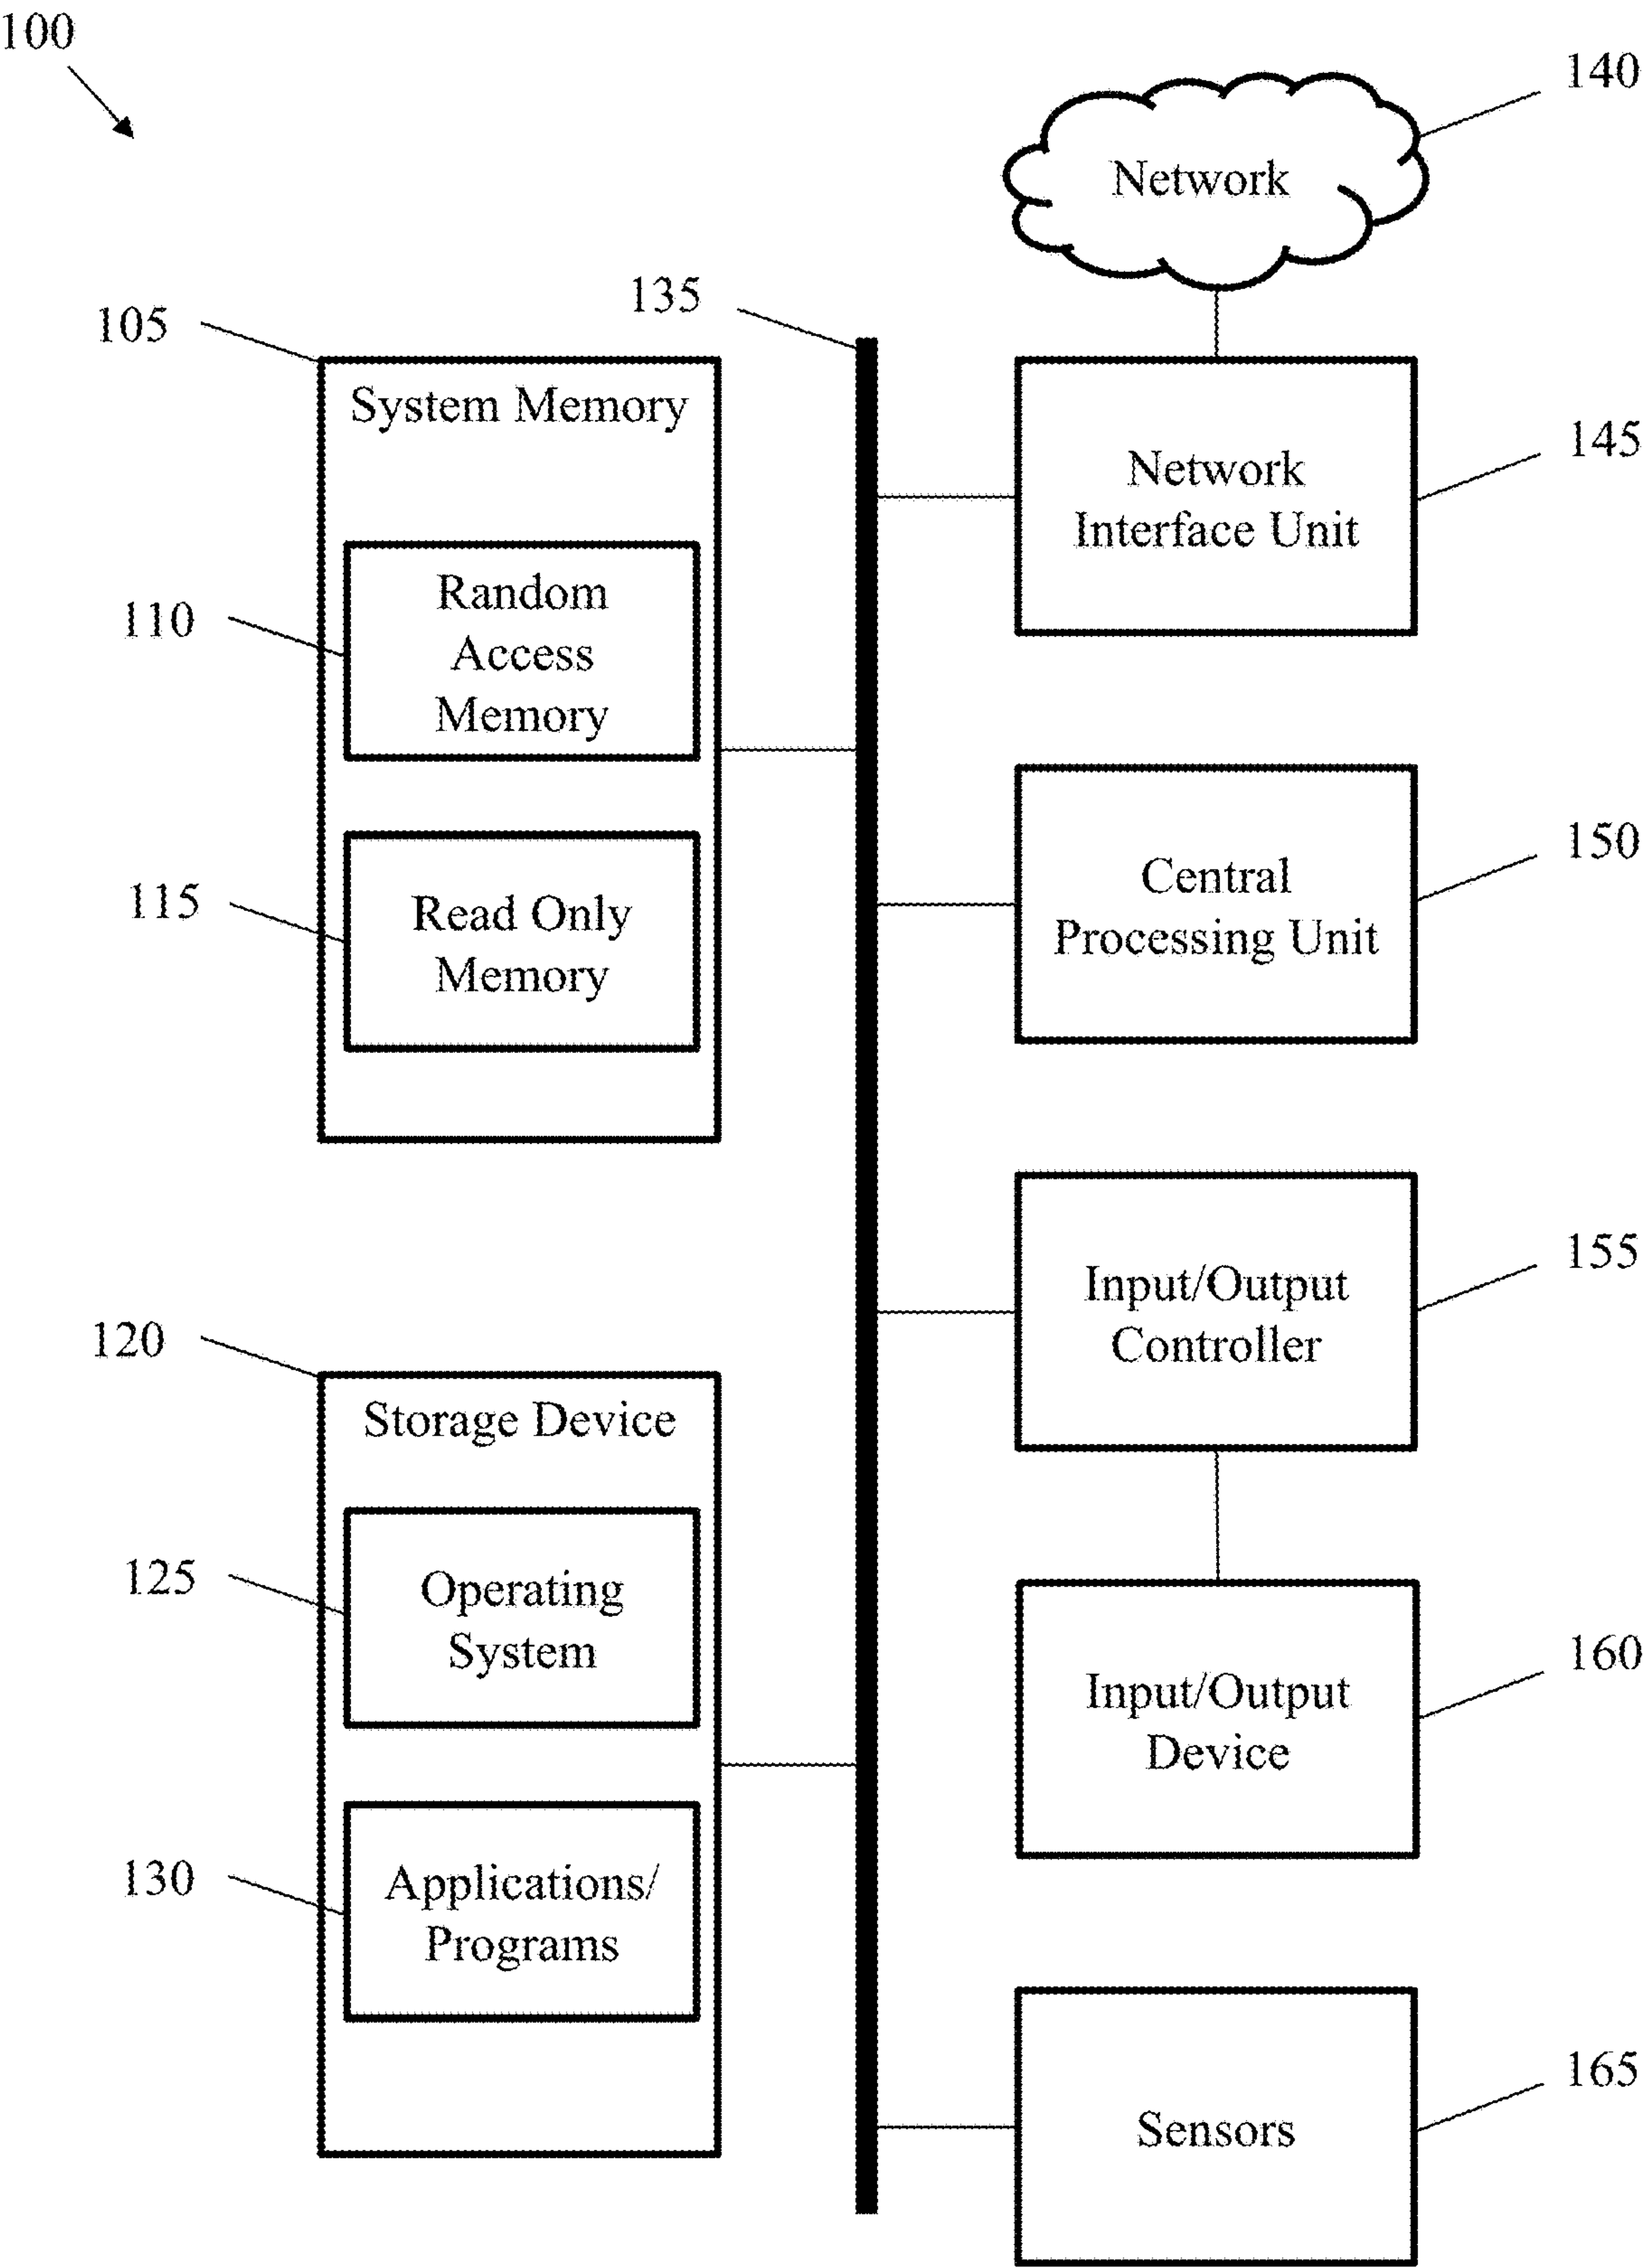 100
140
Network
135
105
System Memory
145
Network
Interface Unit
110
Random
Access
Memory
150
Central
Processing Unit
115
Read Only
Memory
155
Input/Output
Controller
120
Storage Device
125
Operating
System
160
Input/Output
Device
130
Applications/
Programs
165
Sensors